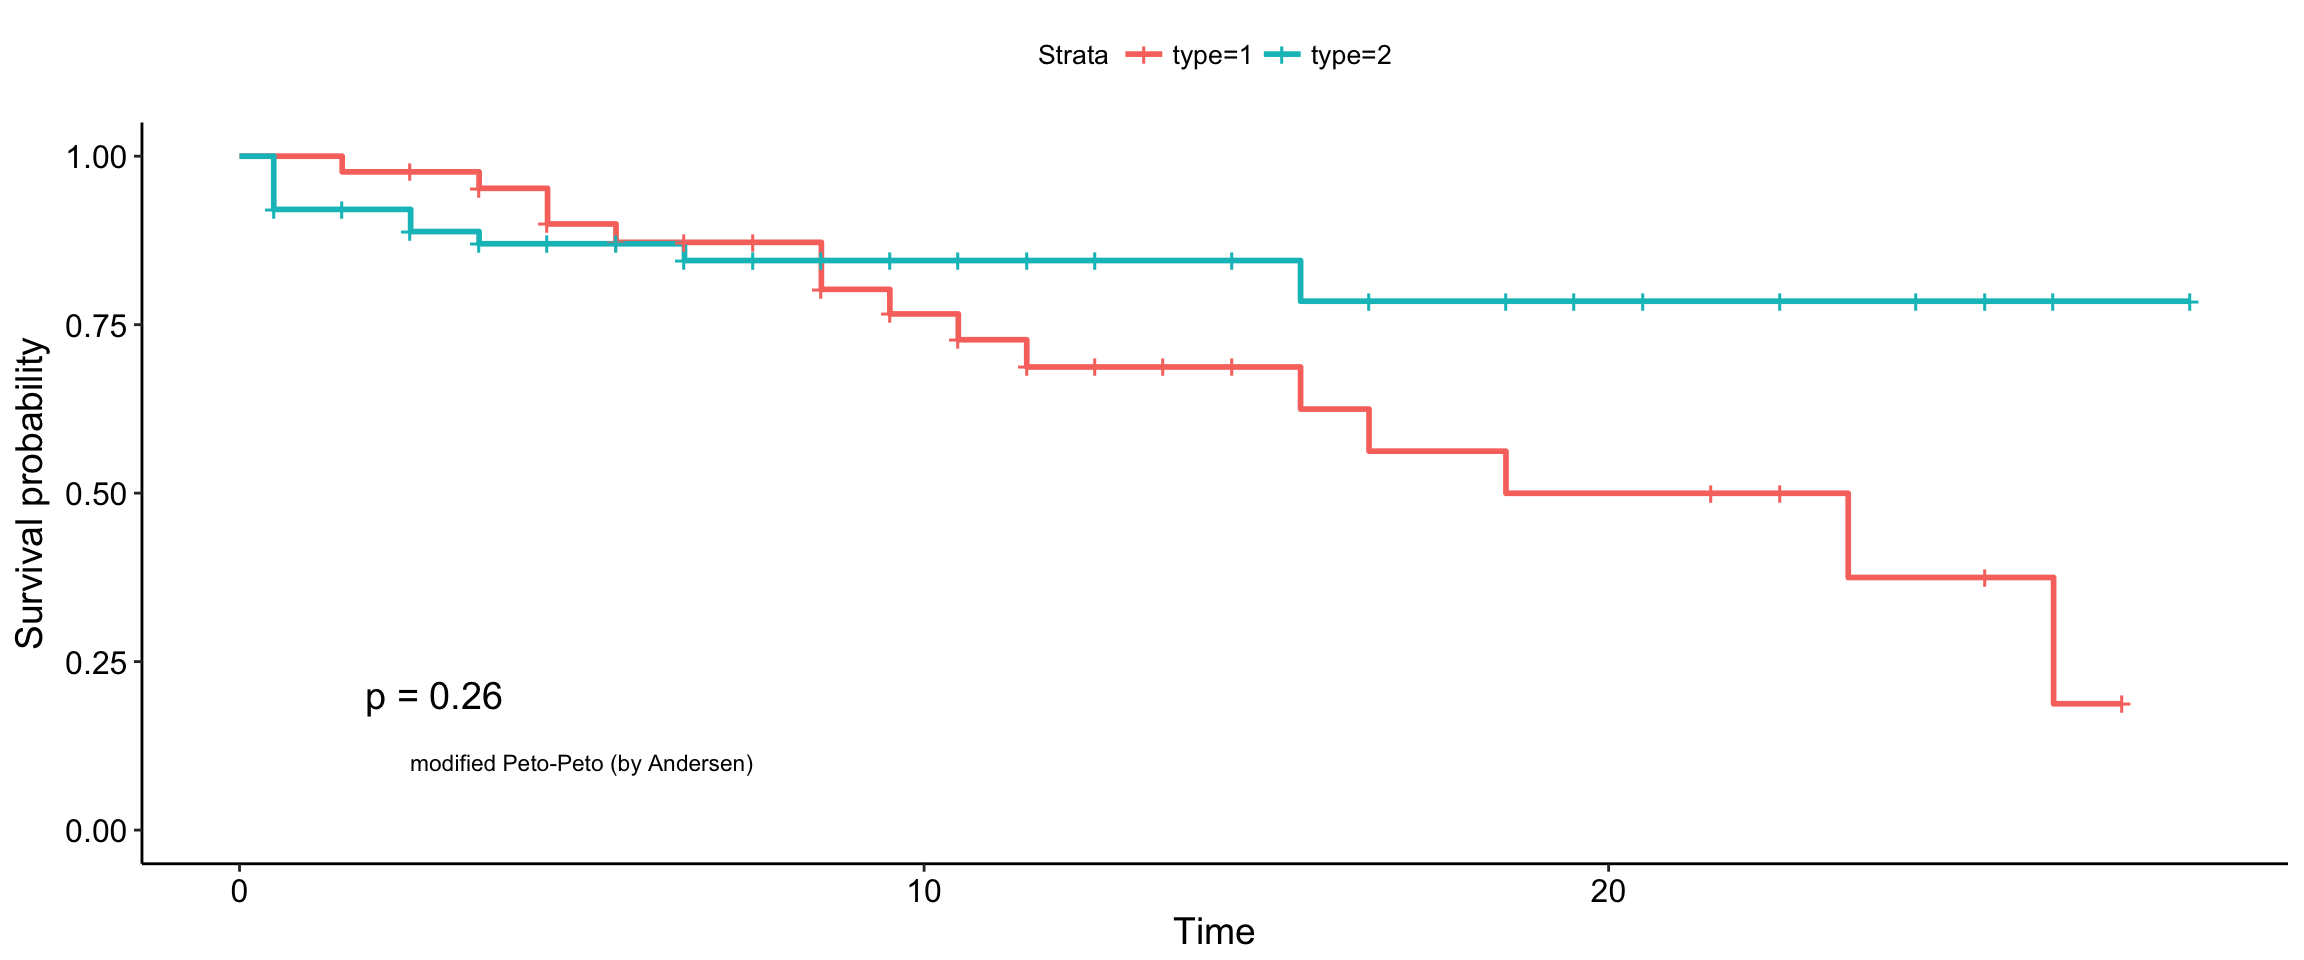 Strata type=1 type=2
1.00
0.75
0.50
0.25
0.00
Survival probability
p = 0.26
modified Peto-Peto (by Andersen)
0 10 20
Time